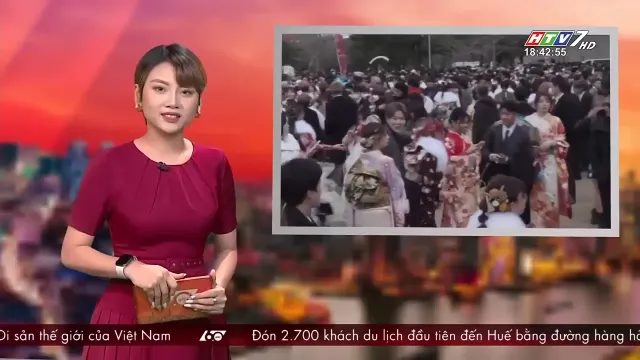 HTV7 HD
18:42:55
Di sản thế giới của Việt Nam 60 Đón 2.700 khách du lịch đầu tiên đến Huế bằng đường hàng h